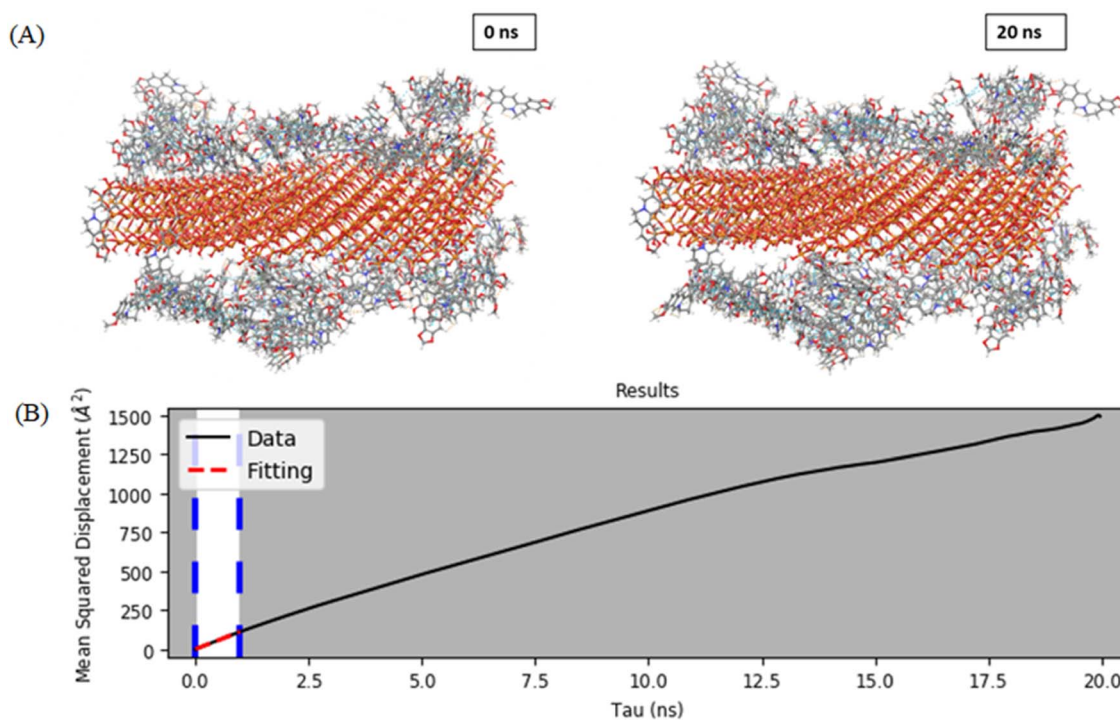 (A)
0 ns
20 ns
(B)
Results
Mean Squared Displacement (Å²)
1500
1250
1000
750
500
250
0
Data
Fitting
0.0 2.5 5.0 7.5 10.0 12.5 15.0 17.5 20.0
Tau (ns)